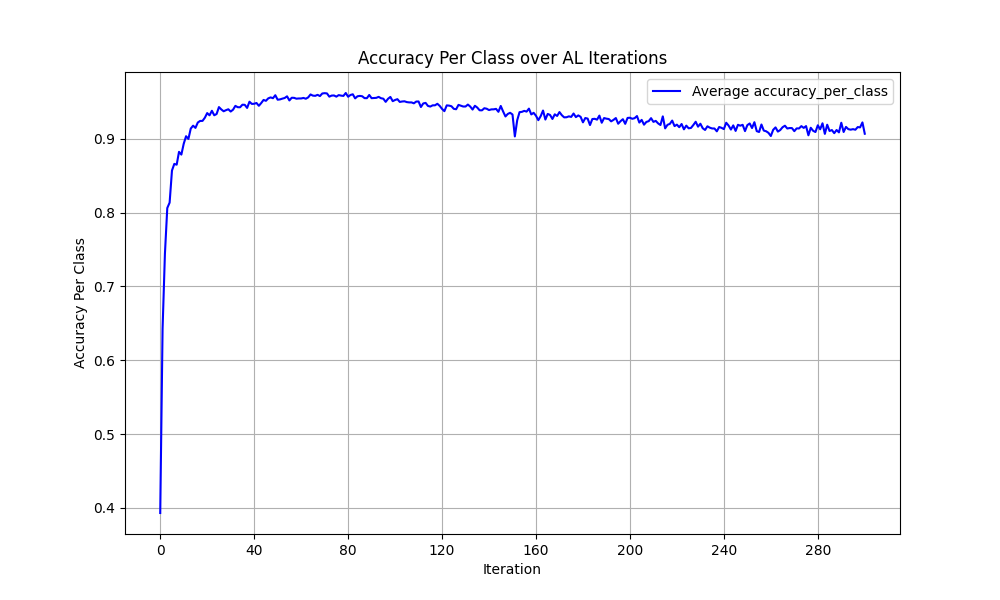 Accuracy Per Class over AL Iterations
Average accuracy_per_class
Accuracy Per Class
0.9
0.8
0.7
0.6
0.5
0.4
0 40 80 120 160 200 240 280
Iteration